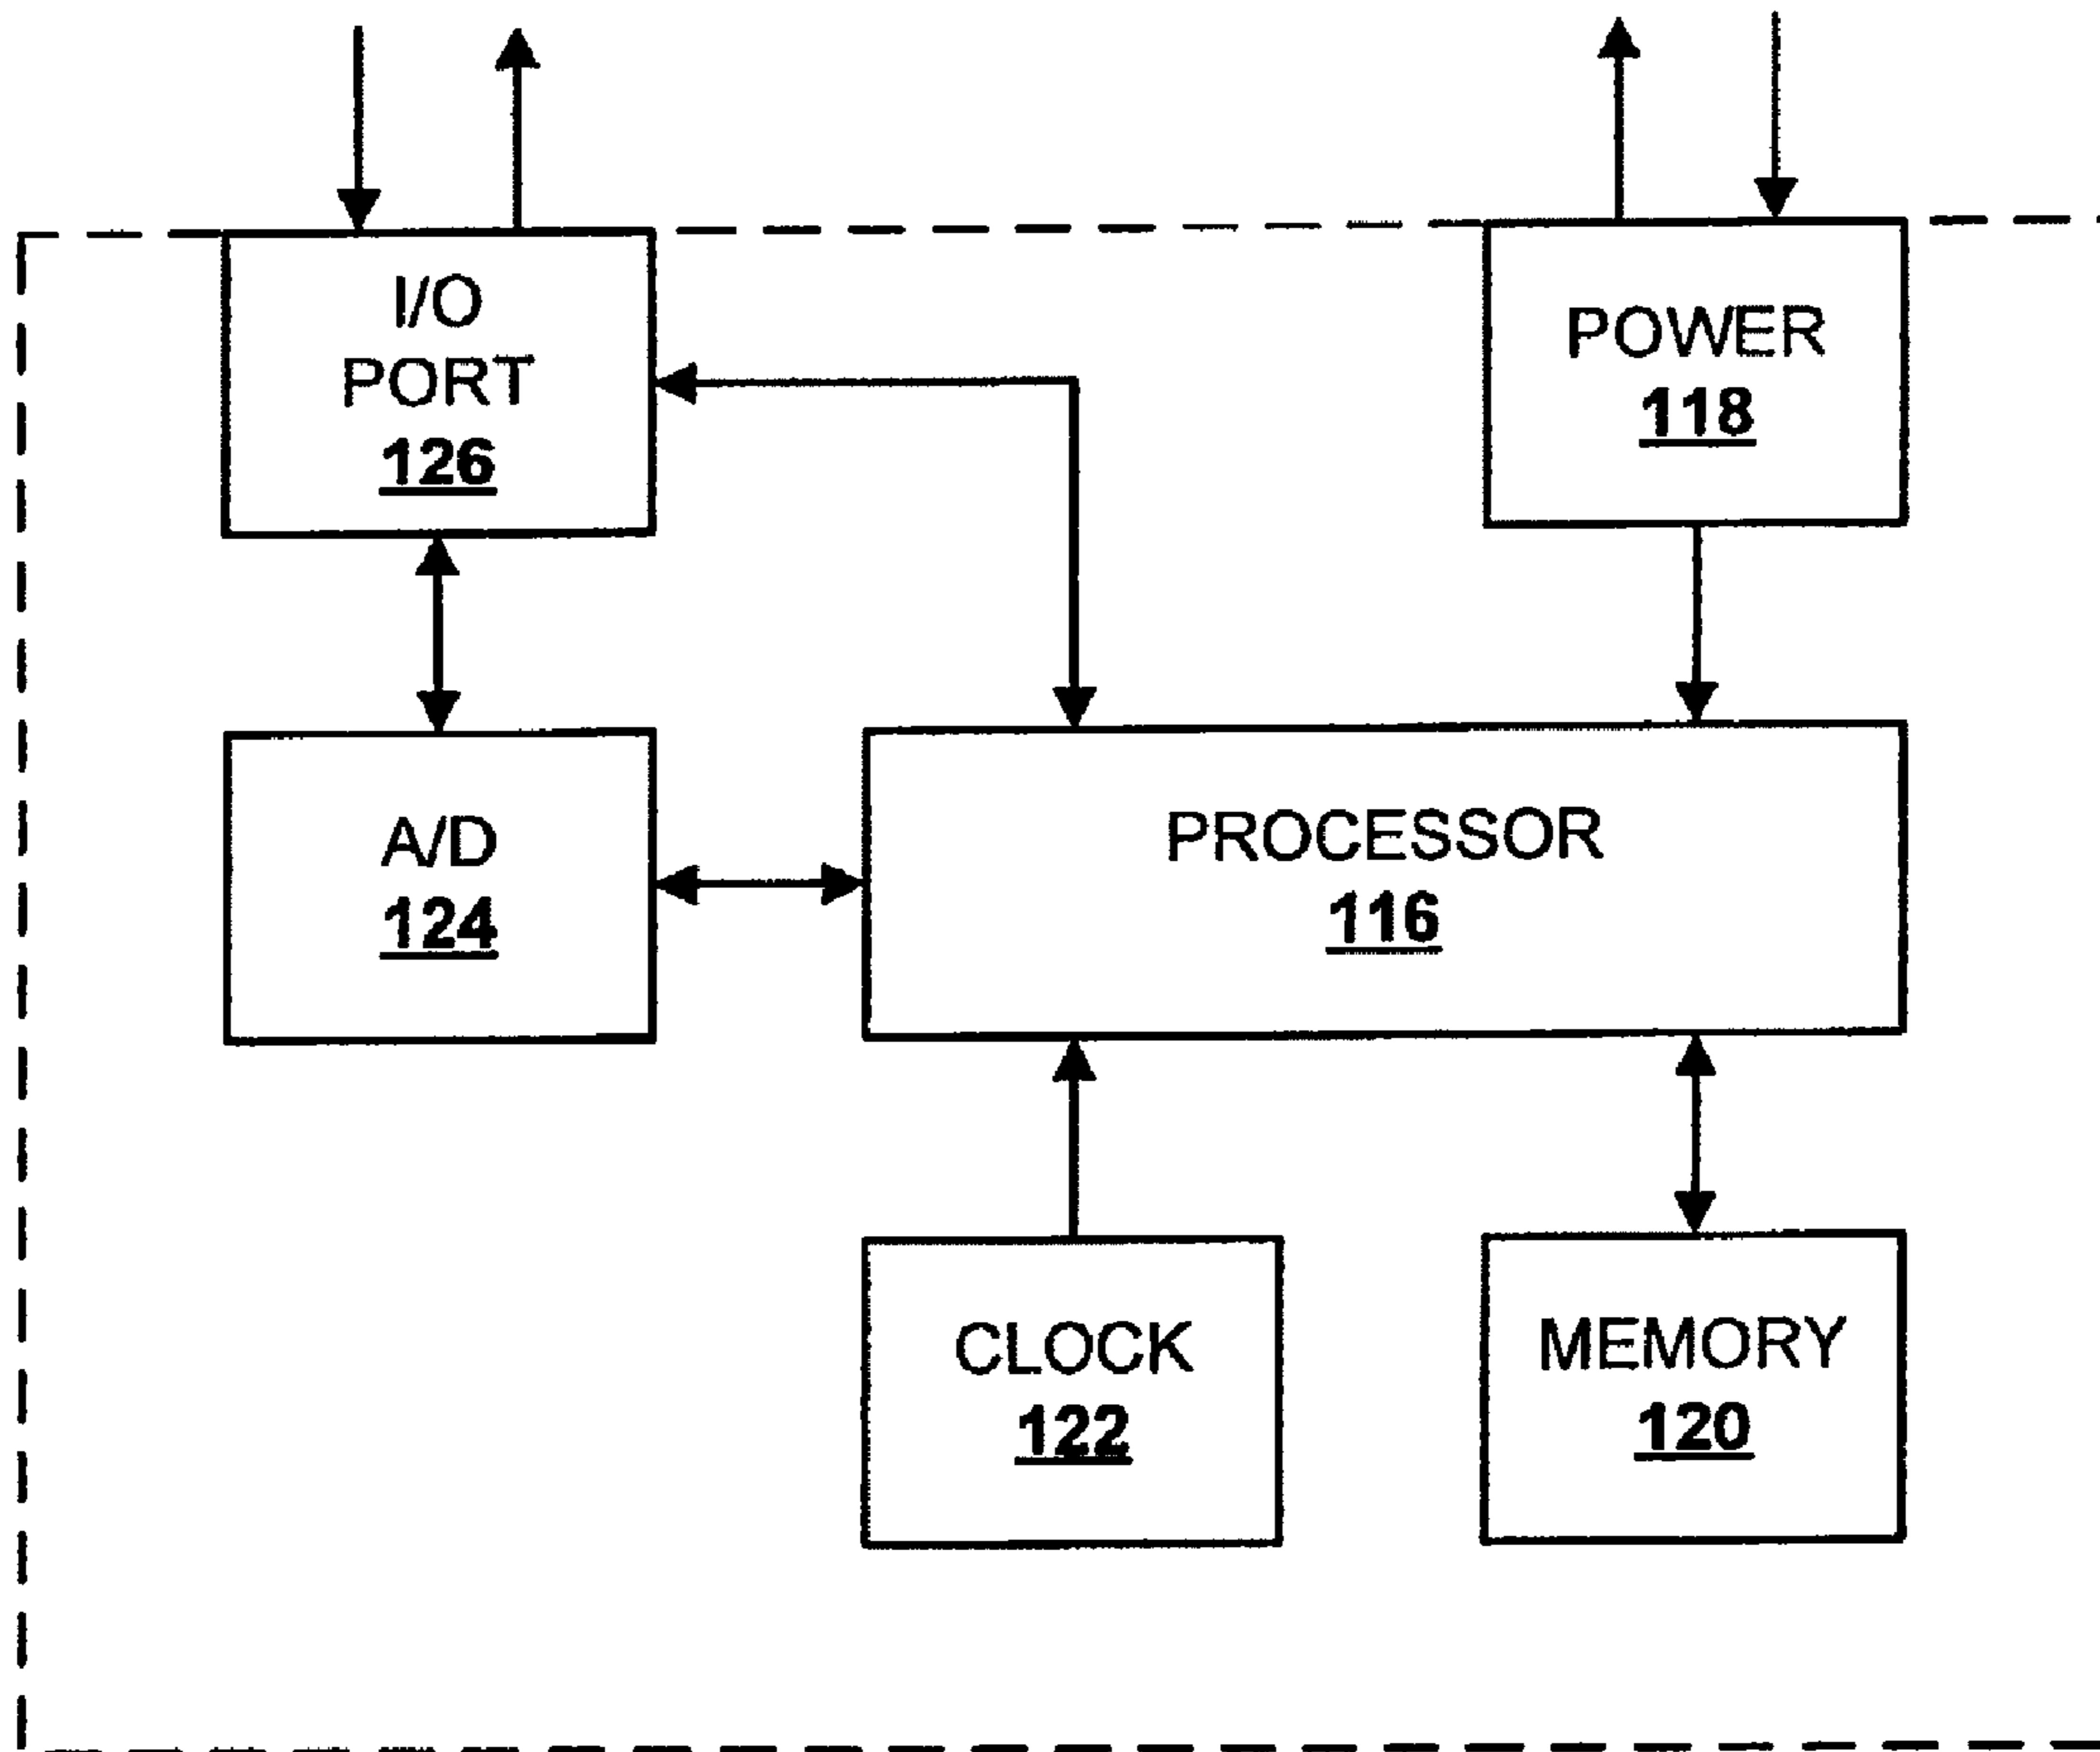 I/O
PORT
126
POWER
118
A/D
124
PROCESSOR
116
CLOCK
122
MEMORY
120